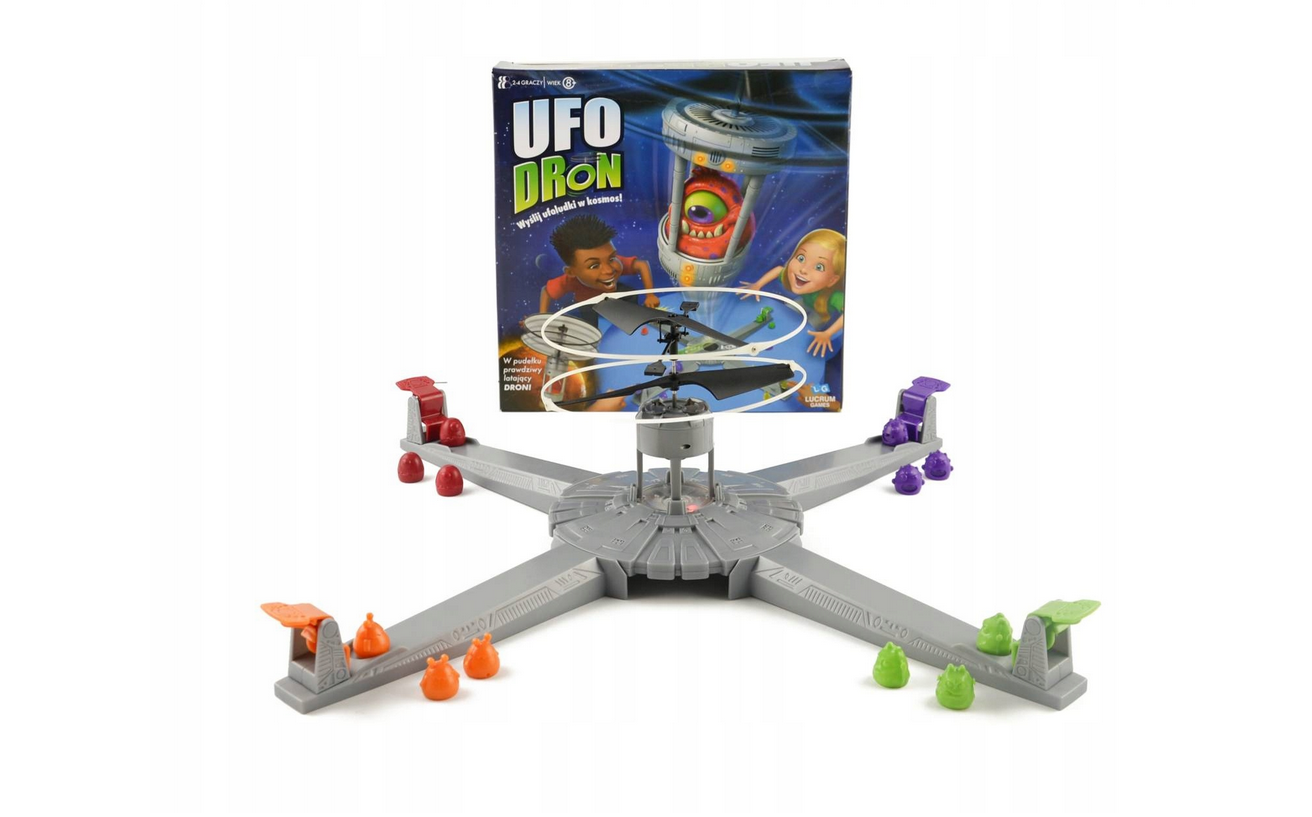 2-4 GRACZY | WIEK 8+
UFO
DRON
Wyślij ufoludki w kosmos!
W pudełku
prawdziwy
latający
DRON!
L.G.
LUCRUM
GAMES